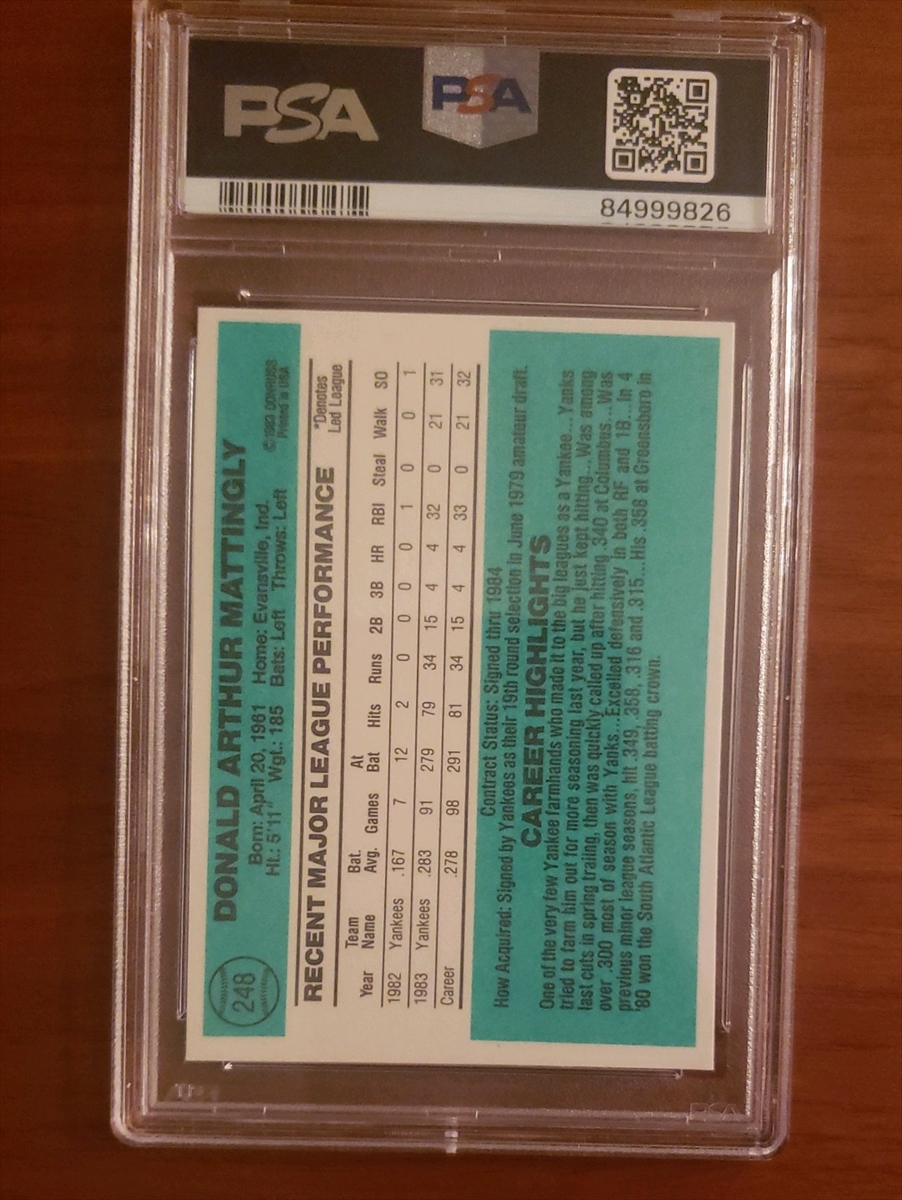 PSA
PSA
84999826
248
DONALD ARTHUR MATTINGLY
©1983 DONRUSS
Printed in USA
Born: April 20, 1961 Home: Evansville, Ind.
Ht.: 5'11" Wgt.: 185 Bats: Left Throws: Left
RECENT MAJOR LEAGUE PERFORMANCE
*Denotes
Led League
Year Team Name Bat. Avg. Games At Bat Hits Runs 2B 3B HR RBI Steal Walk SO
1982 Yankees .167 7 12 2 0 0 0 0 1 0 0 1
1983 Yankees .283 91 279 79 34 15 4 4 32 0 21 31
Career .278 98 291 81 34 15 4 4 33 0 21 32
Contract Status: Signed thru 1984
How Acquired: Signed by Yankees as their 19th round selection in June 1979 amateur draft.
CAREER HIGHLIGHTS
One of the very few Yankee farmhands who made it to the big leagues as a Yankee...Yanks
tried to farm him out for more seasoning last year, but he just kept hitting...Was among
last cuts in spring traiing, then was quickly called up after hitting .340 at Columbus...Was
over .300 most of season with Yanks...Excelled defensively in both RF and 1B...In 4
previous minor league seasons, hit .349, .358, .316 and .315...His .358 at Greensboro in
'80 won the South Atlantic League batting crown.
PSA